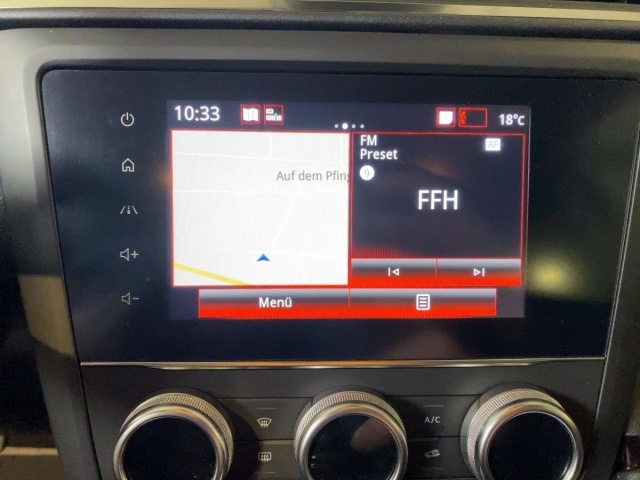 10:33
18°C
Auf dem Pfing
FM
Preset
AF
9
FFH
Menü
A/C